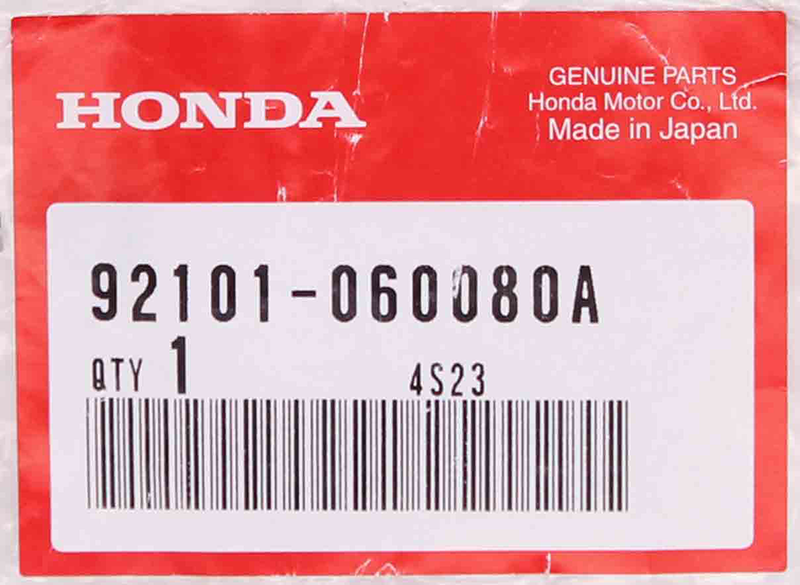 HONDA
GENUINE PARTS
Honda Motor Co., Ltd.
Made in Japan
92101-060080A
QTY 1 4S23